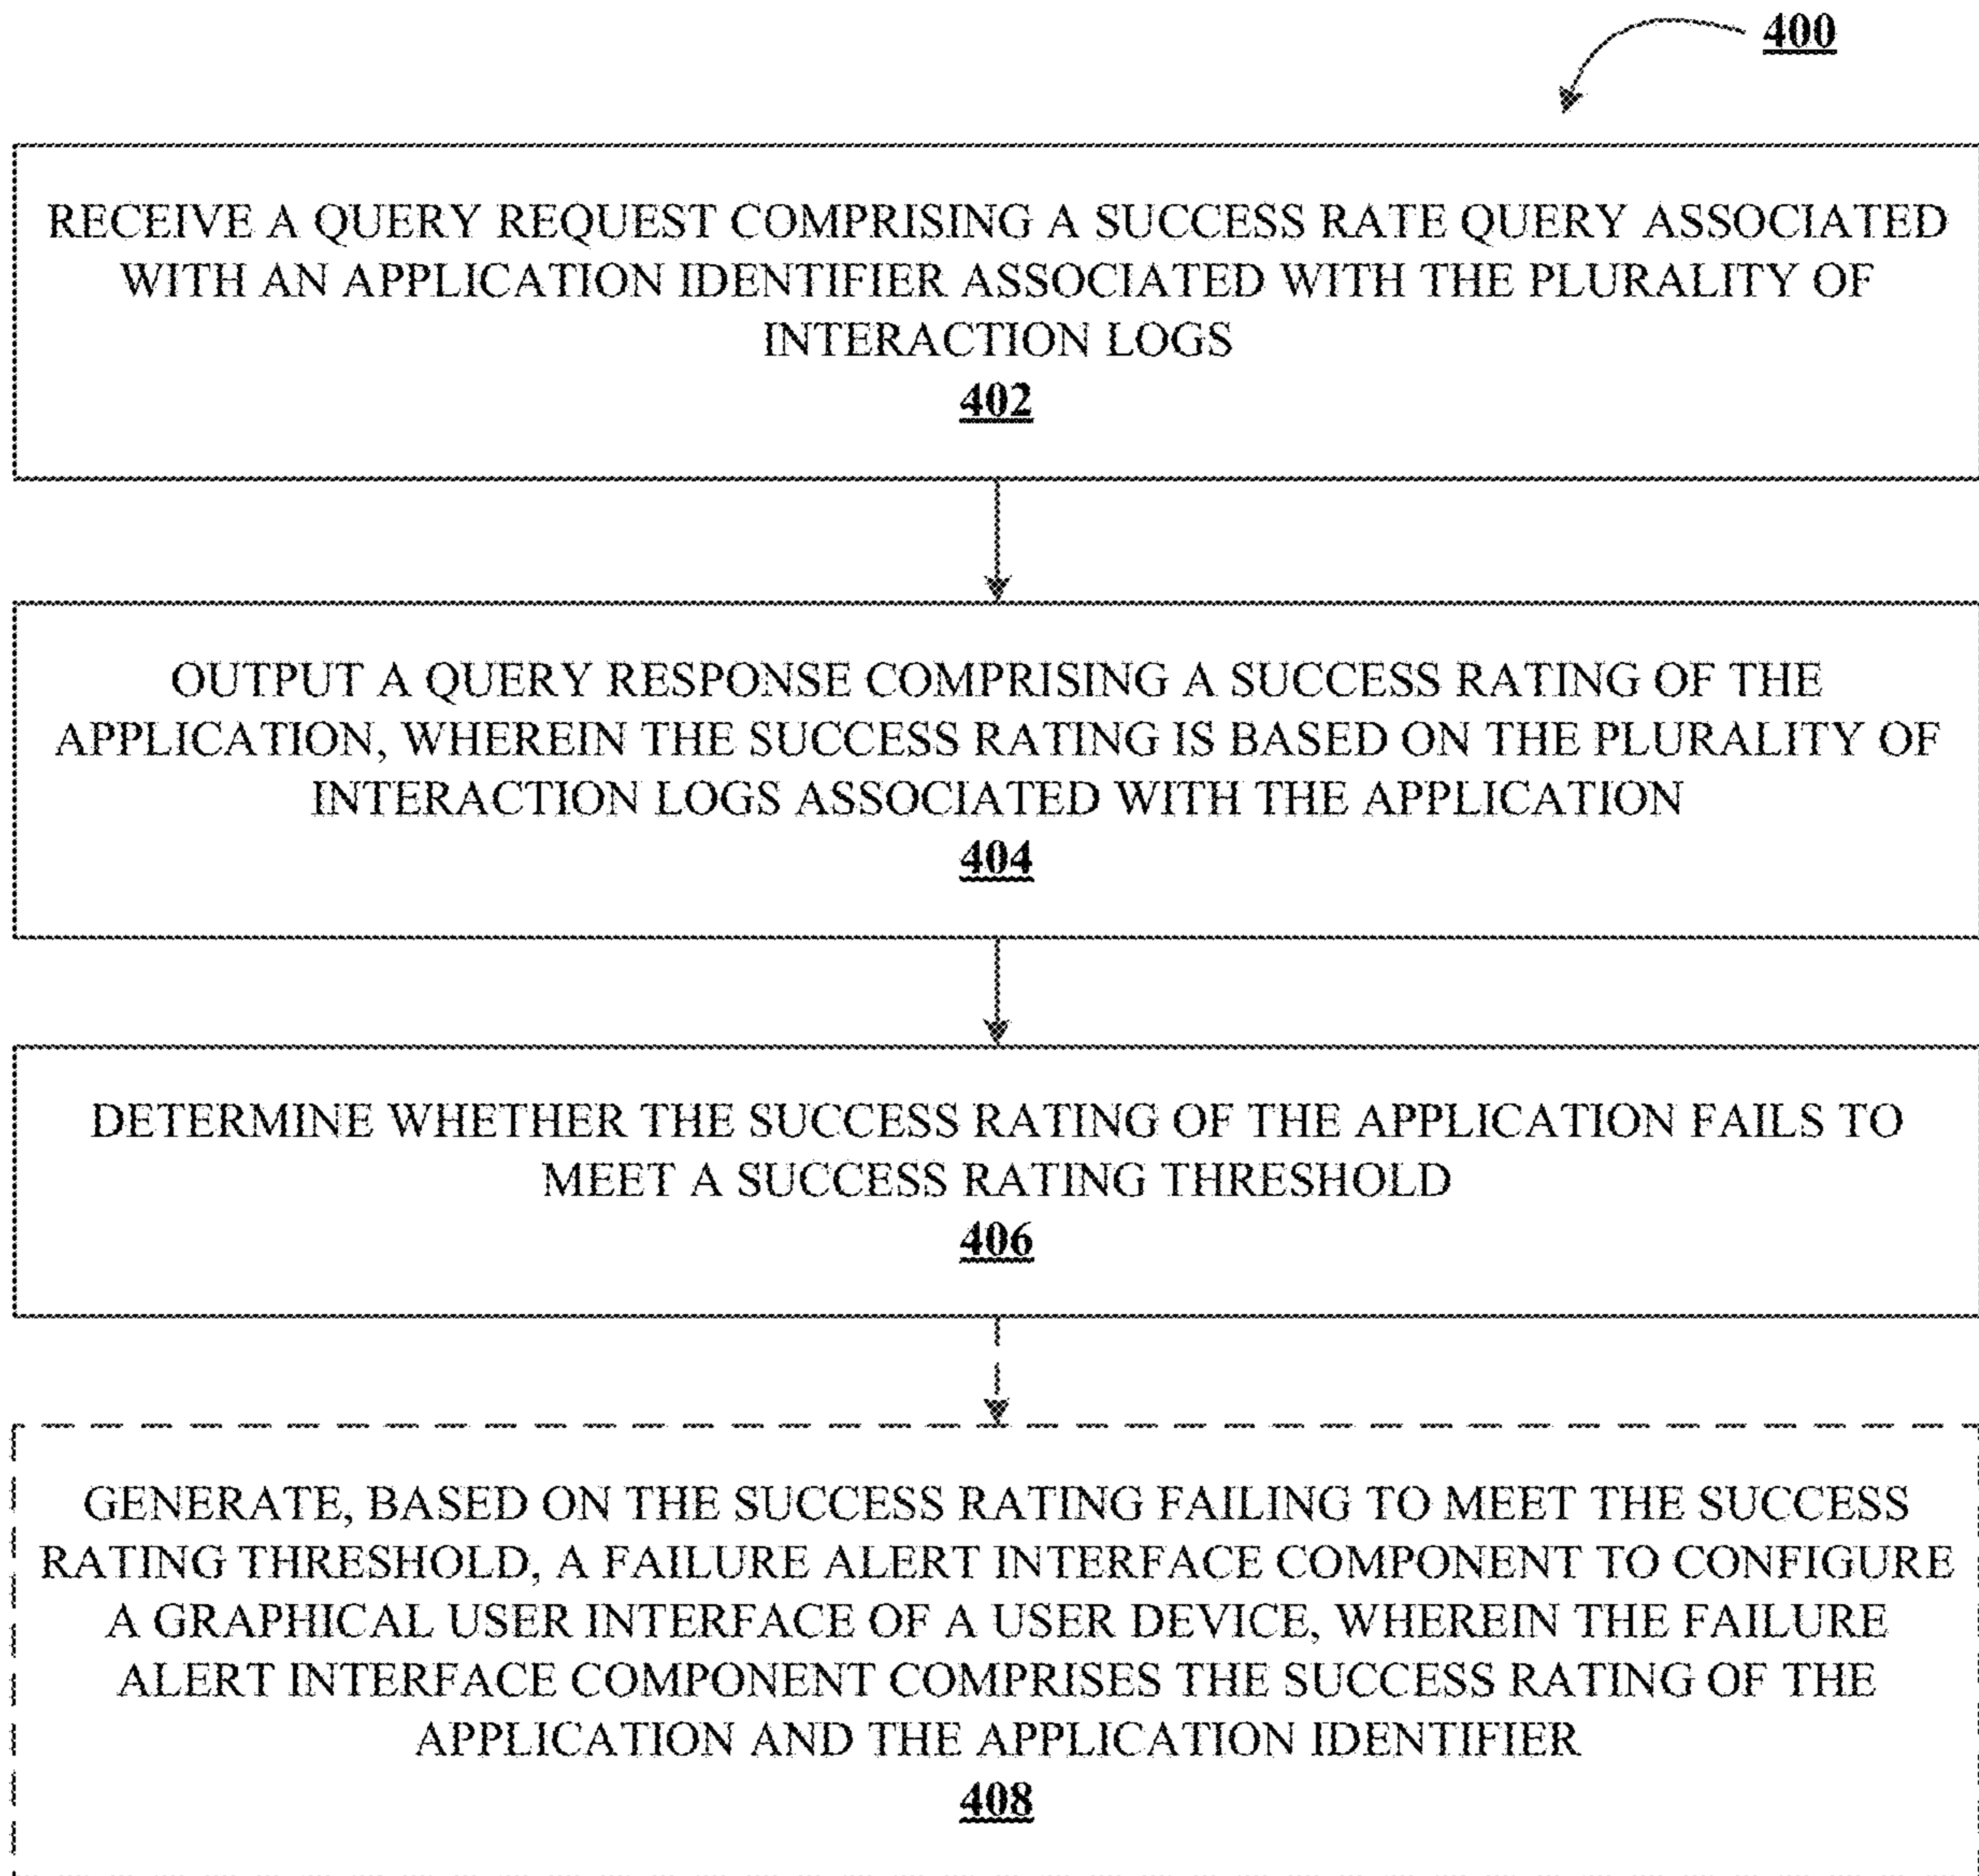 400
RECEIVE A QUERY REQUEST COMPRISING A SUCCESS RATE QUERY ASSOCIATED
WITH AN APPLICATION IDENTIFIER ASSOCIATED WITH THE PLURALITY OF
INTERACTION LOGS
402
OUTPUT A QUERY RESPONSE COMPRISING A SUCCESS RATING OF THE
APPLICATION, WHEREIN THE SUCCESS RATING IS BASED ON THE PLURALITY OF
INTERACTION LOGS ASSOCIATED WITH THE APPLICATION
404
DETERMINE WHETHER THE SUCCESS RATING OF THE APPLICATION FAILS TO
MEET A SUCCESS RATING THRESHOLD
406
GENERATE, BASED ON THE SUCCESS RATING FAILING TO MEET THE SUCCESS
RATING THRESHOLD, A FAILURE ALERT INTERFACE COMPONENT TO CONFIGURE
A GRAPHICAL USER INTERFACE OF A USER DEVICE, WHEREIN THE FAILURE
ALERT INTERFACE COMPONENT COMPRISES THE SUCCESS RATING OF THE
APPLICATION AND THE APPLICATION IDENTIFIER
408